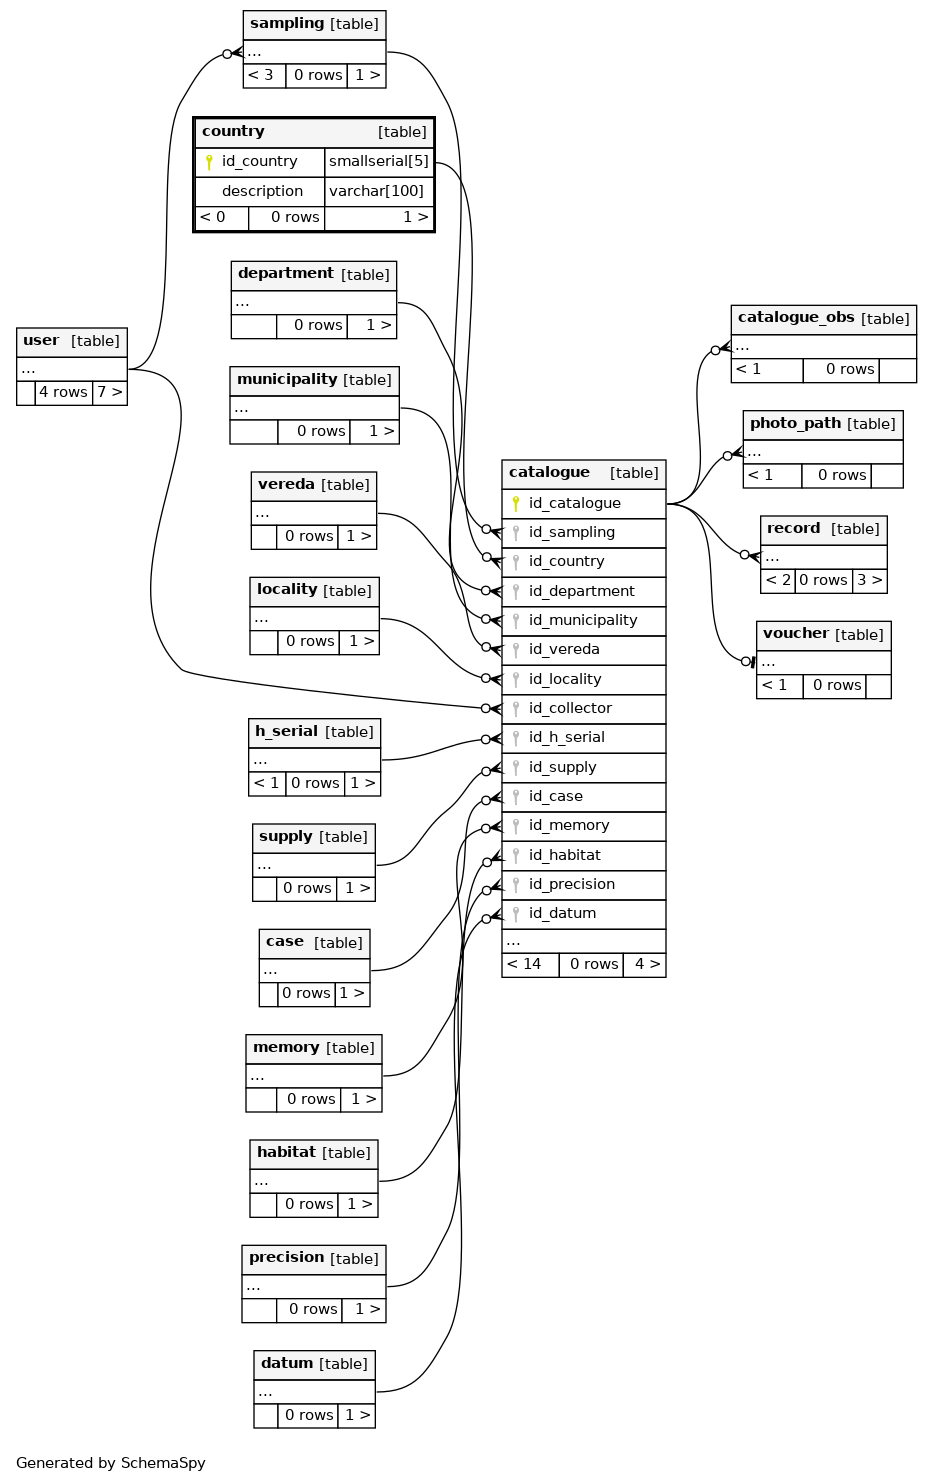 sampling [table]
...
< 3 0 rows 1 >
country [table]
id_country smallserial[5]
description varchar[100]
< 0 0 rows 1 >
department [table]
...
0 rows 1 >
user [table]
...
4 rows 7 >
municipality [table]
...
0 rows 1 >
vereda [table]
...
0 rows 1 >
locality [table]
...
0 rows 1 >
h_serial [table]
...
< 1 0 rows 1 >
supply [table]
...
0 rows 1 >
case [table]
...
0 rows 1 >
memory [table]
...
0 rows 1 >
habitat [table]
...
0 rows 1 >
precision [table]
...
0 rows 1 >
datum [table]
...
0 rows 1 >
catalogue [table]
id_catalogue
id_sampling
id_country
id_department
id_municipality
id_vereda
id_locality
id_collector
id_h_serial
id_supply
id_case
id_memory
id_habitat
id_precision
id_datum
...
< 14 0 rows 4 >
catalogue_obs [table]
...
< 1 0 rows
photo_path [table]
...
< 1 0 rows
record [table]
...
< 2 0 rows 3 >
voucher [table]
...
< 1 0 rows
Generated by SchemaSpy